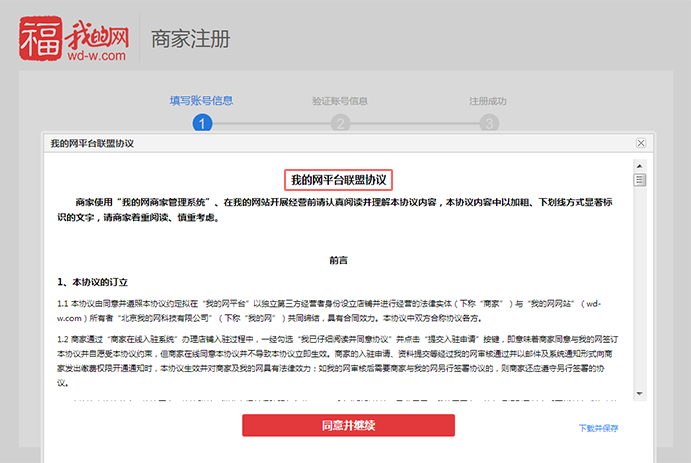 福 我的网 商家注册
wd-w.com
填写账号信息 验证账号信息 注册成功
1 2 3
我的网平台联盟协议
我的网平台联盟协议
商家使用“我的网商家管理系统”、在我的网站开展经营前请认真阅读并理解本协议内容，本协议内容中以加粗、下划线方式显著标
识的文字，请商家着重阅读、慎重考虑。
前言
1、本协议的订立
1.1 本协议由同意并遵照本协议约定拟在“我的网平台”以独立第三方经营者身份设立店铺并进行经营的法律实体（下称“商家”）与“我的网网站”（wd-
w.com）所有者“北京我的网科技有限公司”（下称“我的网”）共同缔结，具有合同效力。本协议中双方合称协议各方。
1.2 商家通过“商家在线入驻系统”办理店铺入驻过程中，一经勾选“我已仔细阅读并同意协议”并点击“提交入驻申请”按键，即意味着商家同意与我的网签订
本协议并自愿受本协议约束，但商家在线同意本协议并不导致本协议立即生效。商家的入驻申请、资料提交等经过我的网审核通过并以邮件及系统通知形式向商
家发出缴费权限开通通知时，本协议生效并对商家及我的网具有法律效力；如我的网审核后需要商家与我的网另行签署协议的，则商家还应遵守另行签署的协
议。
同意并继续
下载并保存